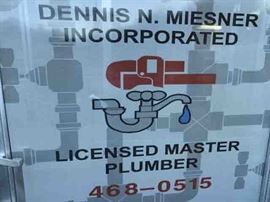 DENNIS N. MIESNER
INCORPORATED
LICENSED MASTER
PLUMBER
468-0515